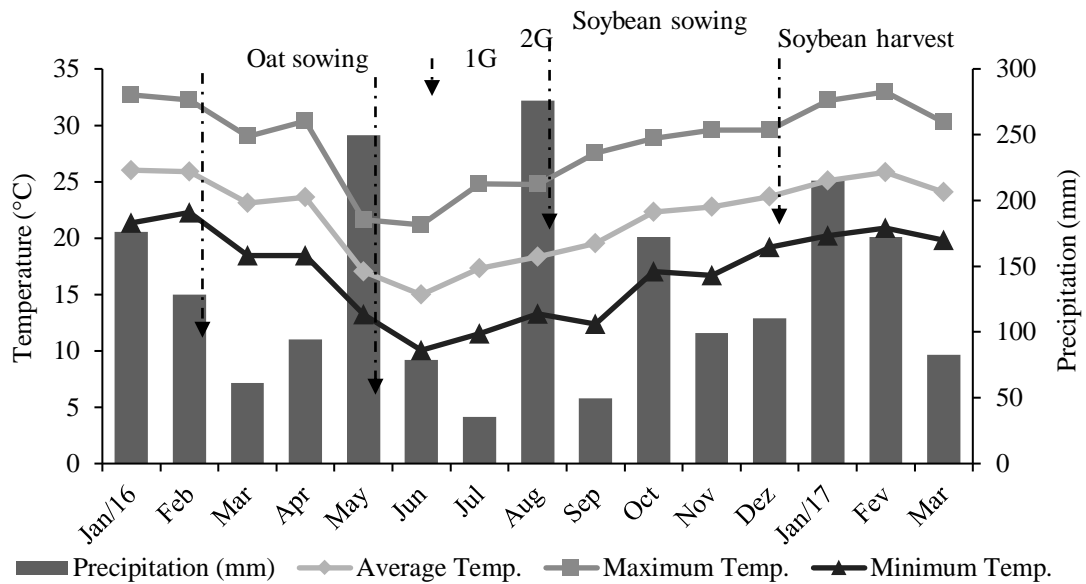 Soybean sowing
2G
Oat sowing
1G
Soybean harvest
35
30
25
20
15
10
5
0
Temperature (°C)
300
250
200
150
100
50
0
Precipitation (mm)
Jan/16
Feb
Mar
Apr
May
Jun
Jul
Aug
Sep
Oct
Nov
Dez
Jan/17
Fev
Mar
Precipitation (mm) Average Temp. Maximum Temp. Minimum Temp.